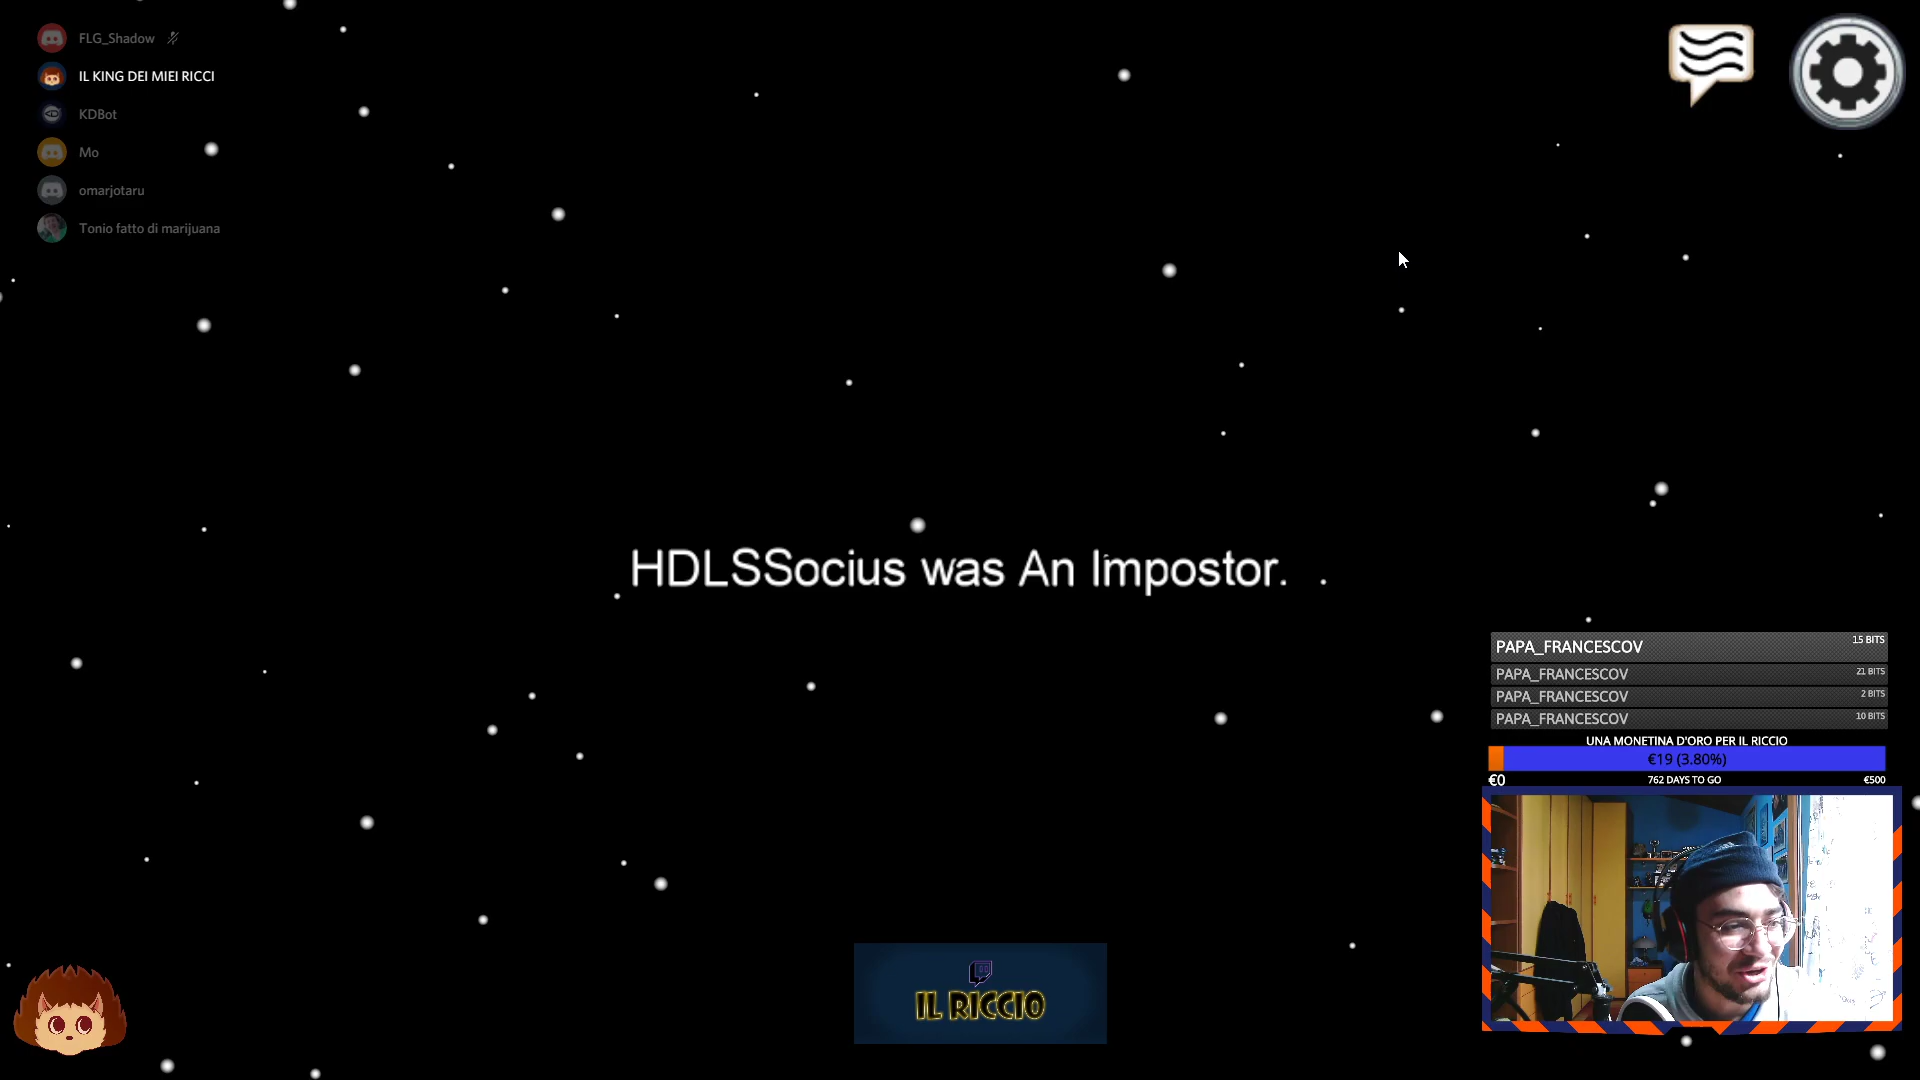 FLG_Shadow
IL KING DEI MIEI RICCI
KDBot
Mo
omarjotaru
Tonio fatto di marijuana
HDLSSocius was An Impostor.
PAPA_FRANCESCOV 15 BITS
PAPA_FRANCESCOV 21 BITS
PAPA_FRANCESCOV 2 BITS
PAPA_FRANCESCOV 10 BITS
UNA MONETINA D'ORO PER IL RICCIO
€19 (3.80%)
€0 762 DAYS TO GO €500
IL RICCIO